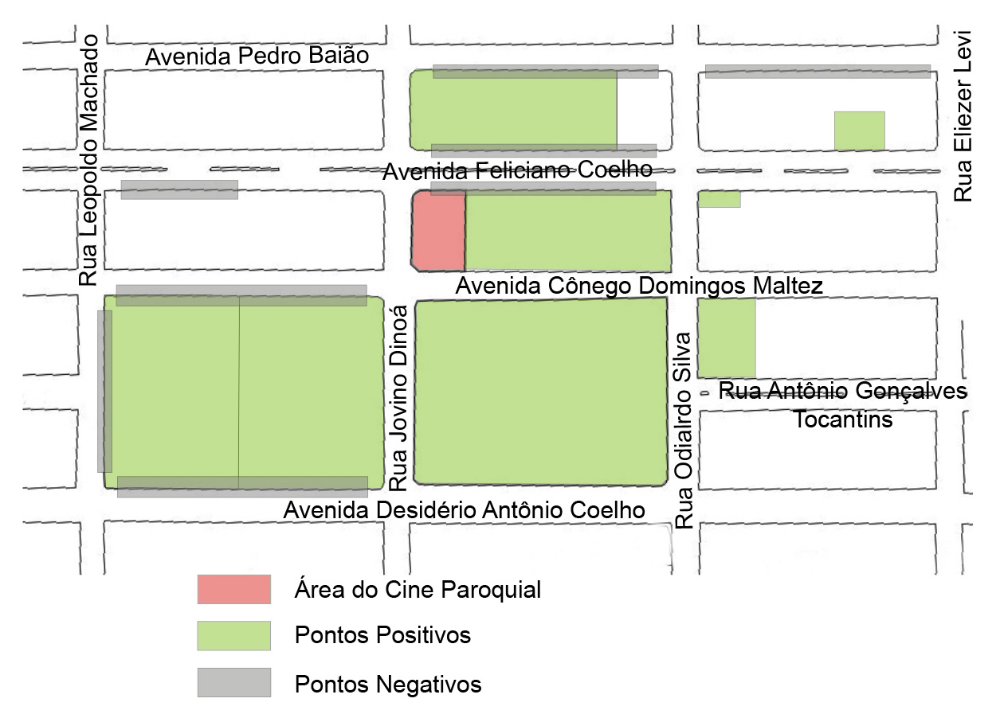 Avenida Pedro Baião
Rua Leopoldo Machado
Rua Eliezer Levi
Avenida Feliciano Coelho
Avenida Cônego Domingos Maltez
Rua Jovino Dinoá
Rua Odialrdo Silva
Rua Antônio Gonçalves
Tocantins
Avenida Desidério Antônio Coelho
Área do Cine Paroquial
Pontos Positivos
Pontos Negativos